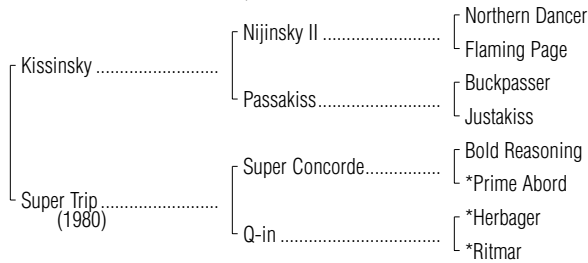 Northern Dancer
Nijinsky II ..............................
Flaming Page
Kissinsky ...............................
Buckpasser
Passakiss...............................
Justakiss
Bold Reasoning
Super Concorde...................
*Prime Abord
Super Trip ..............................
(1980)
*Herbager
Q-in ........................................
*Ritmar